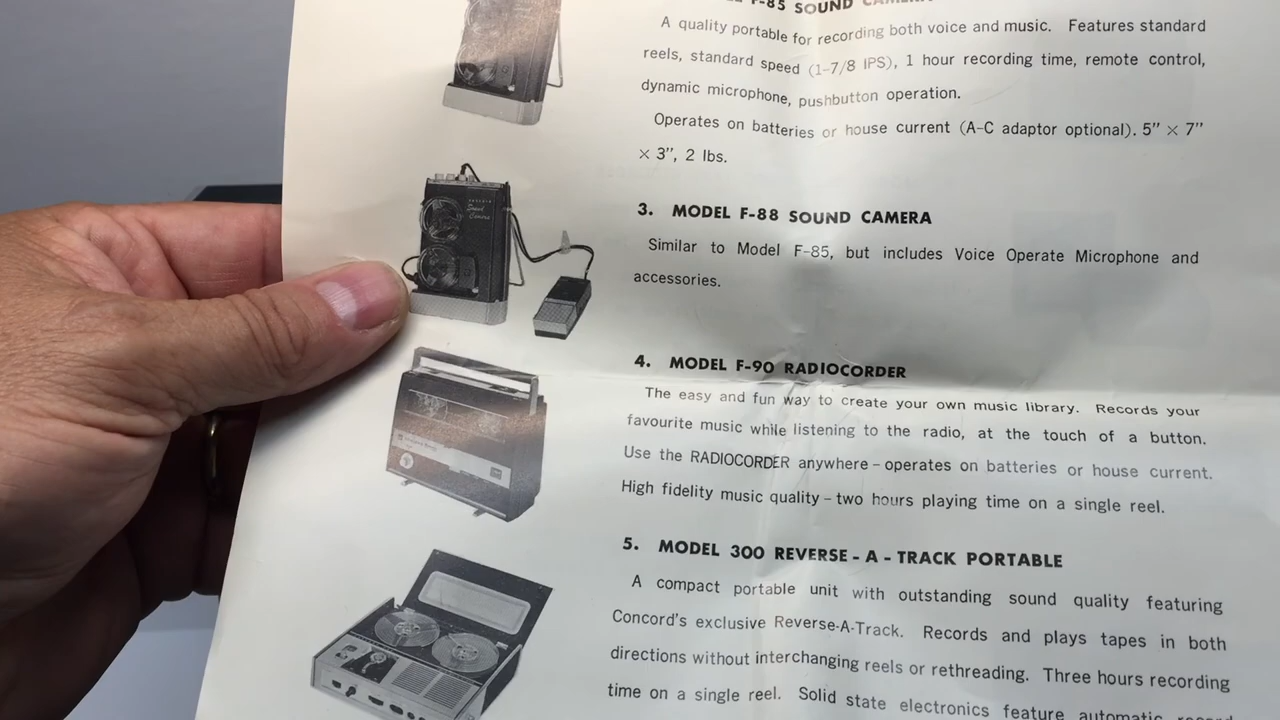 F-85 SOUND CAMERA
A quality portable for recording both voice and music. Features standard
reels, standard speed (1-7/8 IPS), 1 hour recording time, remote control,
dynamic microphone, pushbutton operation.
Operates on batteries or house current (A-C adaptor optional). 5” × 7”
× 3”, 2 lbs.
Sound
Camera
3. MODEL F-88 SOUND CAMERA
Similar to Model F-85, but includes Voice Operate Microphone and
accessories.
4. MODEL F-90 RADIOCORDER
The easy and fun way to create your own music library. Records your
favourite music while listening to the radio, at the touch of a button.
Use the RADIOCORDER anywhere – operates on batteries or house current.
High fidelity music quality – two hours playing time on a single reel.
5. MODEL 300 REVERSE - A - TRACK PORTABLE
A compact portable unit with outstanding sound quality featuring
Concord's exclusive Reverse-A-Track. Records and plays tapes in both
directions without interchanging reels or rethreading. Three hours recording
time on a single reel. Solid state electronics feature automatic record